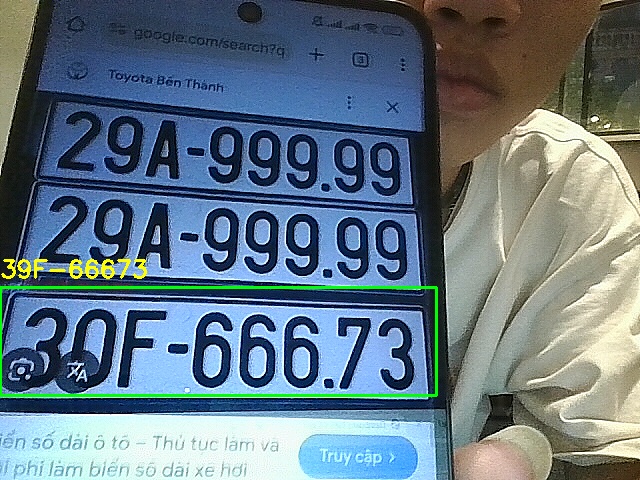 google.com/search?q
3
Toyota Bến Thành
29A-999.99
29A-999.99
39F-66673
30F-666.73
iển số dài ô tô – Thủ tục làm và
i phí làm biển số dài xe hơi
Truy cập